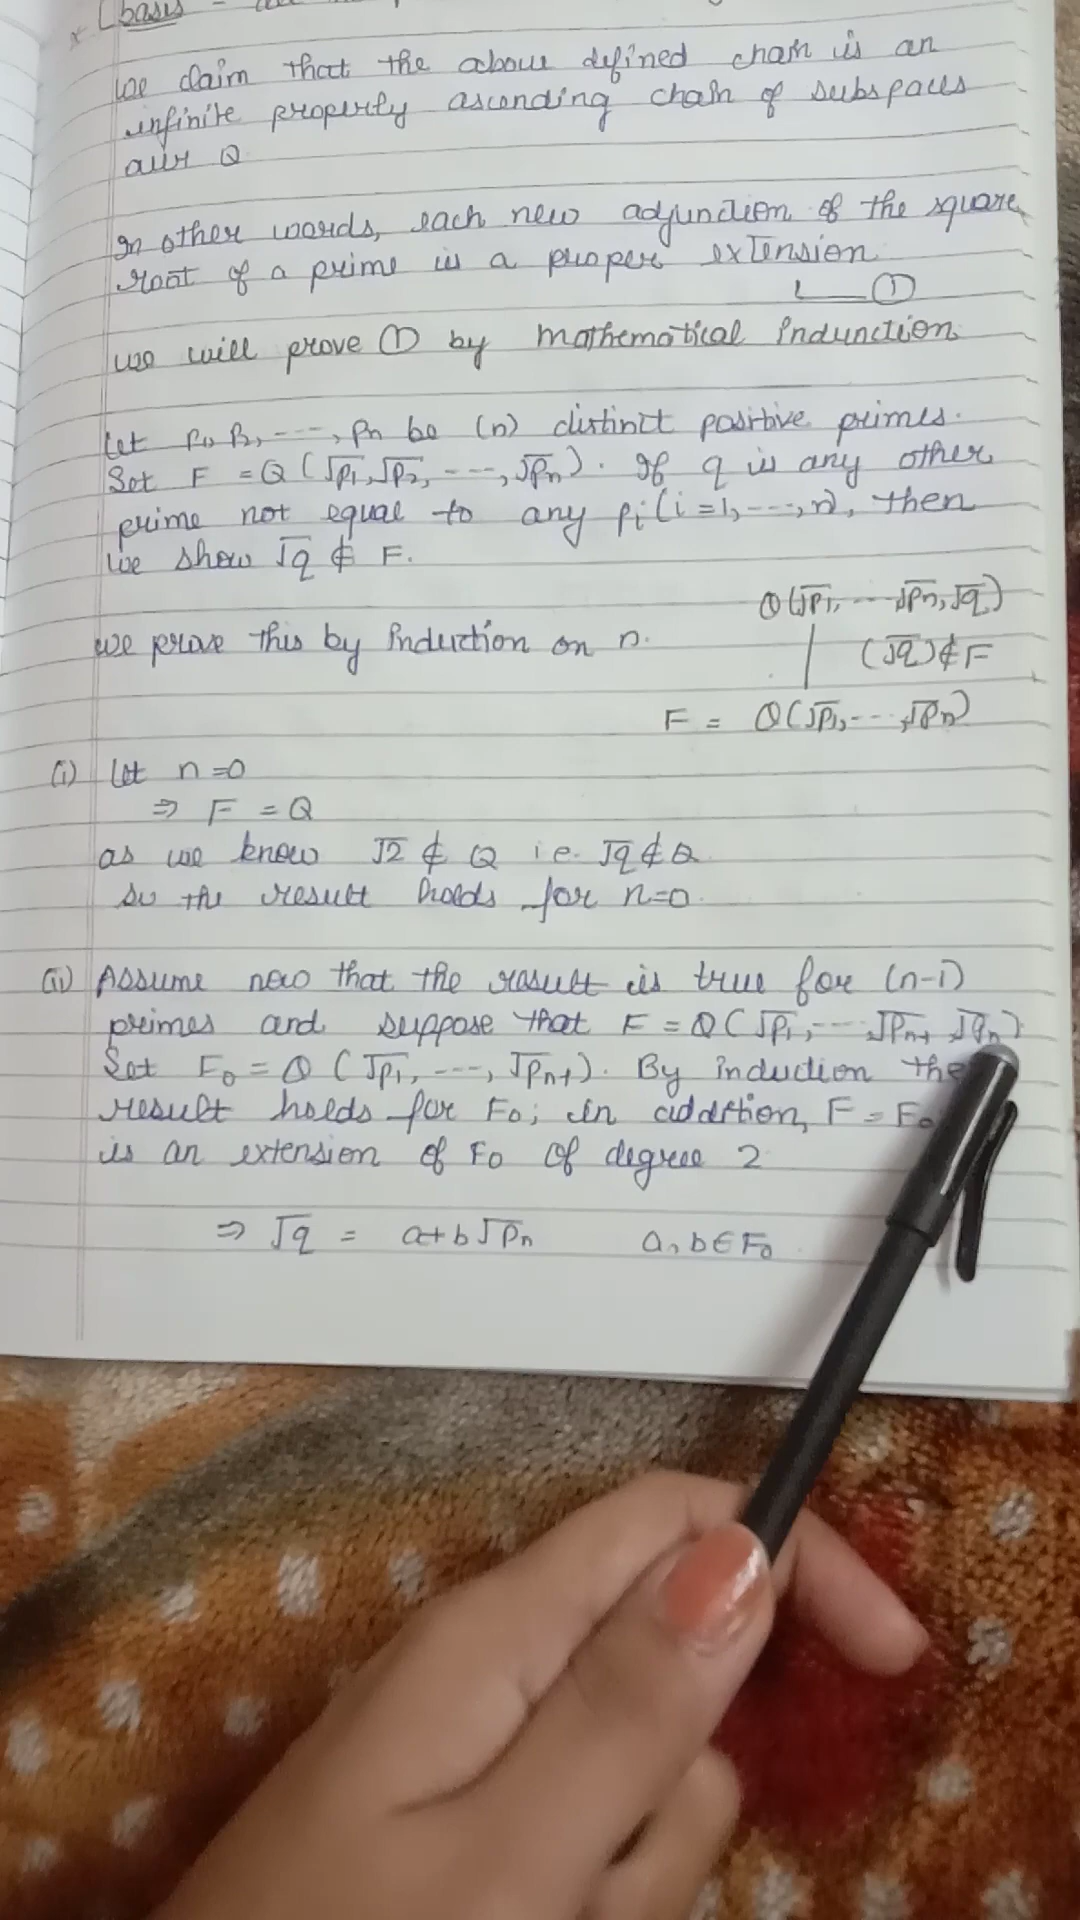 [basis -
we claim that the above defined chain is an
infinite properly ascending chain of subspaces
over Q
In other words, each new adjunction of the square
root of a prime is a proper extension
①
we will prove ① by Mathematical Indunction.
Let p1, p2, ---, pn be (n) distinct positive primes.
Set F = Q(√p1, √p2, ---, √pn). If q is any other
prime not equal to any pi (i=1, ---, n), then
we show √q ∉ F.
Q(√p1, --- √pn, √q)
we prove this by Induction on n.
(√q) ∉ F
F = Q(√p1, ---, √pn)
(i) Let n=0
⇒ F = Q
as we know √2 ∉ Q i.e. √q ∉ Q
so the result holds for n=0.
(ii) Assume now that the result is true for (n-1)
primes and suppose that F = Q(√p1, --- √pn-1, √qn)
Set F0 = Q(√p1, ---, √pn-1). By induction the
result holds for F0; in addition, F = F0
is an extension of F0 of degree 2
⇒ √q = a+b√pn a, b ∈ F0